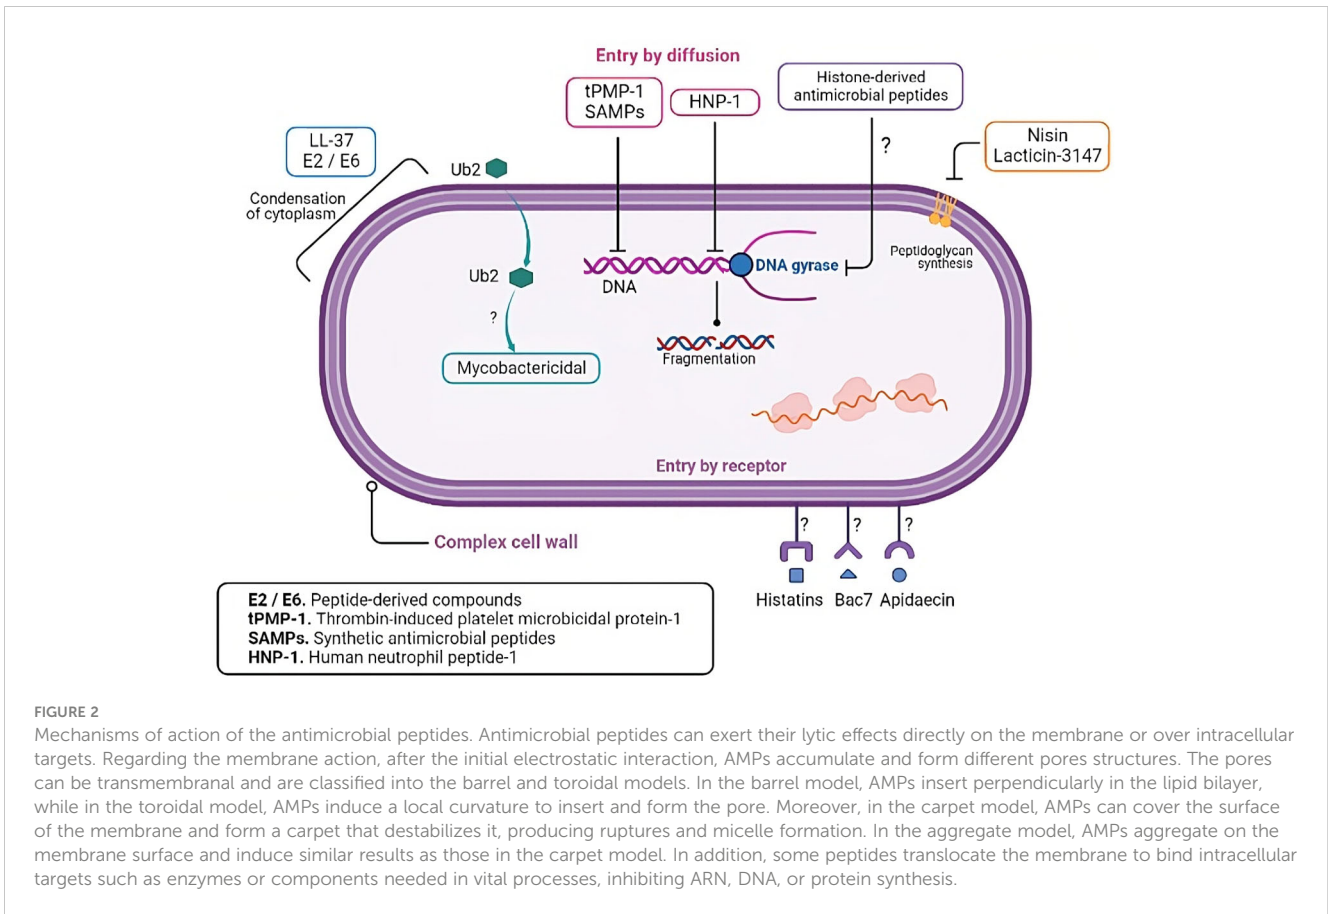 Entry by diffusion
tPMP-1
SAMPs
HNP-1
Histone-derived
antimicrobial peptides
?
Nisin
Lacticin-3147
LL-37
E2 / E6
Condensation
of cytoplasm
Ub2
Ub2
?
Mycobactericidal
DNA
DNA gyrase
Fragmentation
Peptidoglycan
synthesis
Entry by receptor
Complex cell wall
? ? ?
Histatins Bac7 Apidaecin
E2 / E6. Peptide-derived compounds
tPMP-1. Thrombin-induced platelet microbicidal protein-1
SAMPs. Synthetic antimicrobial peptides
HNP-1. Human neutrophil peptide-1
FIGURE 2
Mechanisms of action of the antimicrobial peptides. Antimicrobial peptides can exert their lytic effects directly on the membrane or over intracellular
targets. Regarding the membrane action, after the initial electrostatic interaction, AMPs accumulate and form different pores structures. The pores
can be transmembranal and are classified into the barrel and toroidal models. In the barrel model, AMPs insert perpendicularly in the lipid bilayer,
while in the toroidal model, AMPs induce a local curvature to insert and form the pore. Moreover, in the carpet model, AMPs can cover the surface
of the membrane and form a carpet that destabilizes it, producing ruptures and micelle formation. In the aggregate model, AMPs aggregate on the
membrane surface and induce similar results as those in the carpet model. In addition, some peptides translocate the membrane to bind intracellular
targets such as enzymes or components needed in vital processes, inhibiting ARN, DNA, or protein synthesis.